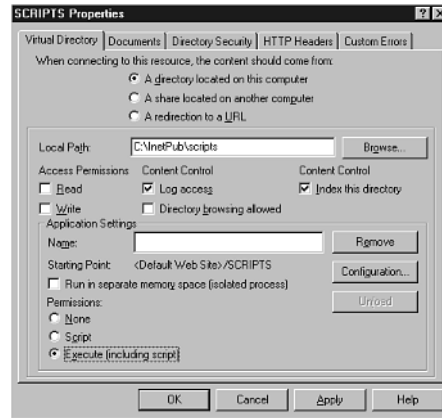 SCRIPTS Properties
Virtual Directory Documents Directory Security HTTP Headers Custom Errors
When connecting to this resource, the content should come from:
A directory located on this computer
A share located on another computer
A redirection to a URL
Local Path: C:\InetPub\scripts Browse...
Access Permissions Content Control Content Control
Read Log access Index this directory
Write Directory browsing allowed
Application Settings
Name: Remove
Starting Point: <Default Web Site>/SCRIPTS Configuration...
Run in separate memory space (isolated process)
Permissions: Unload
None
Script
Execute (including script)
OK Cancel Apply Help